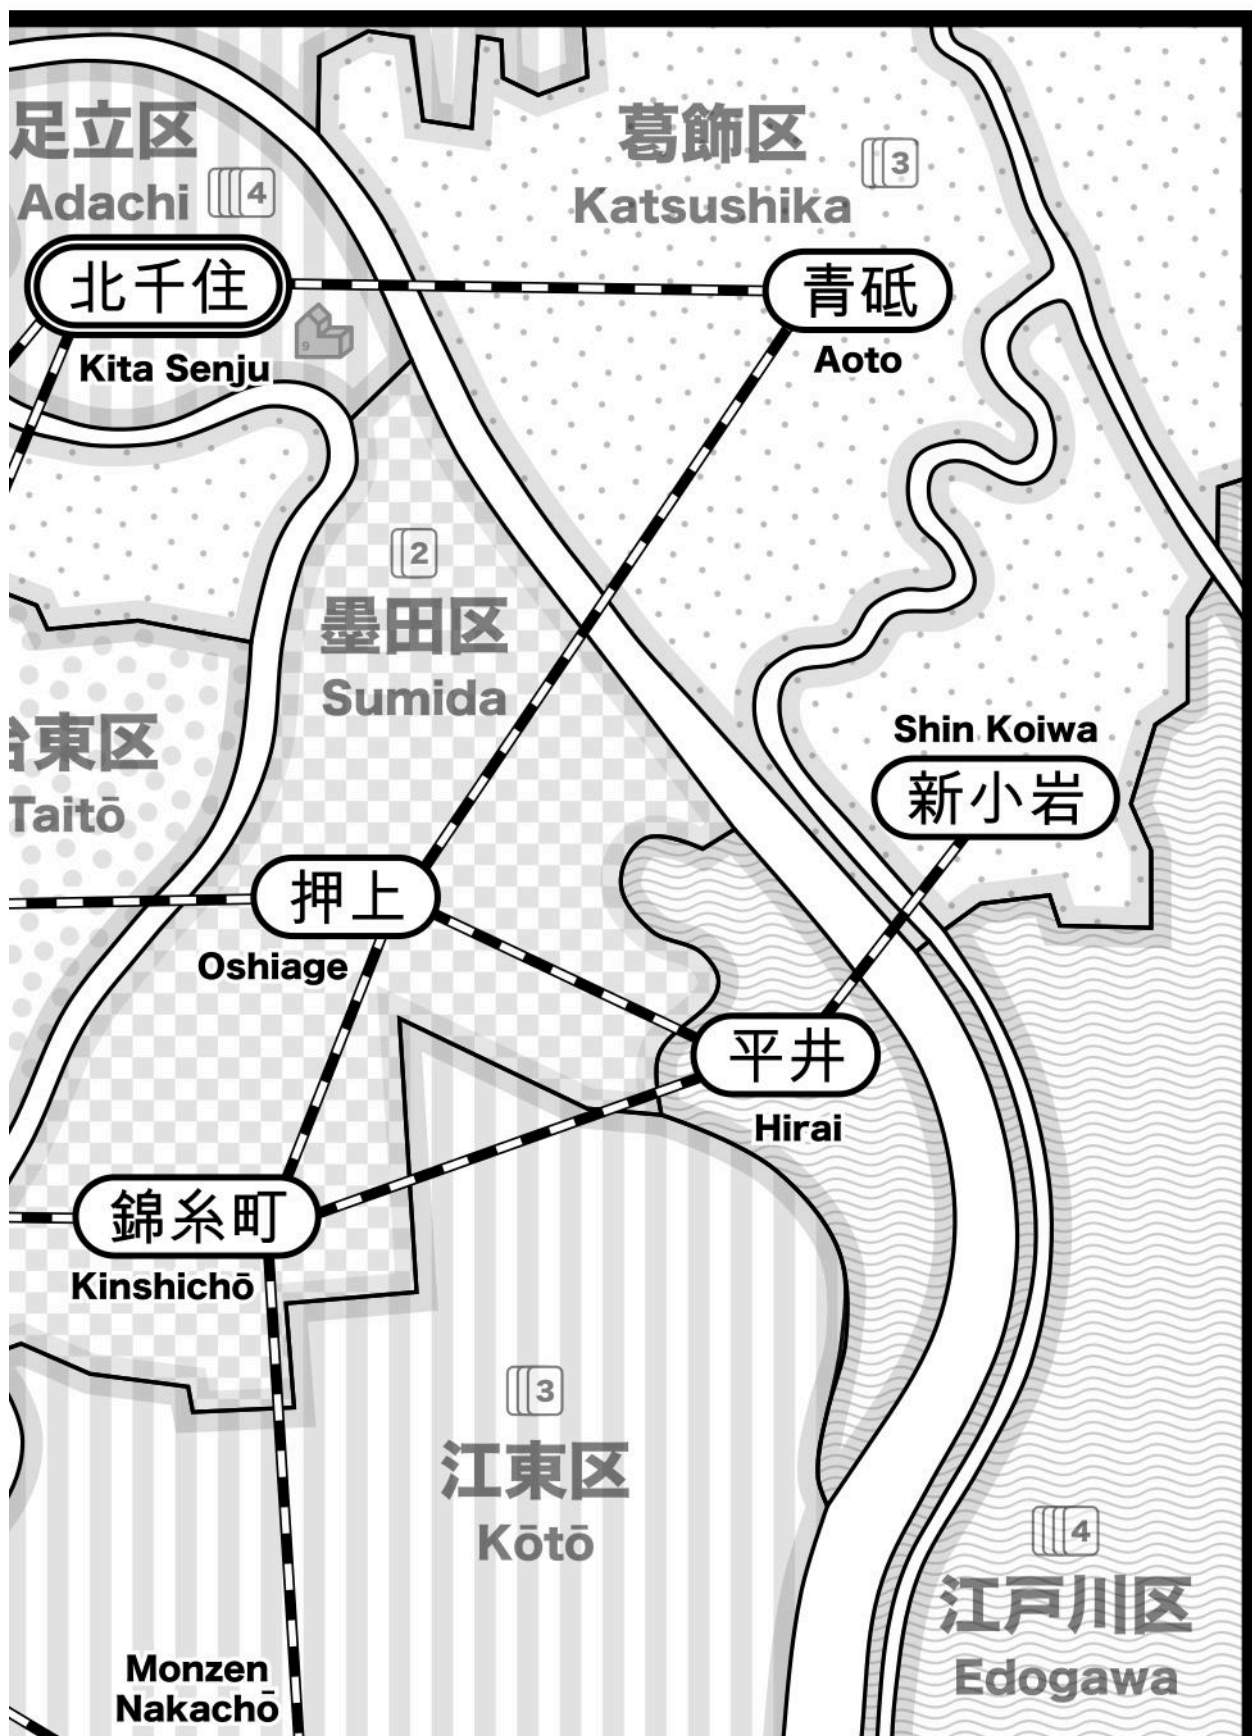 足立区
Adachi
4
葛飾区
3
Katsushika
北千住
Kita Senju
9
青砥
Aoto
2
墨田区
Sumida
台東区
Taitō
Shin Koiwa
新小岩
押上
Oshiage
平井
Hirai
錦糸町
Kinshichō
3
江東区
Kōtō
4
江戸川区
Edogawa
Monzen
Nakachō